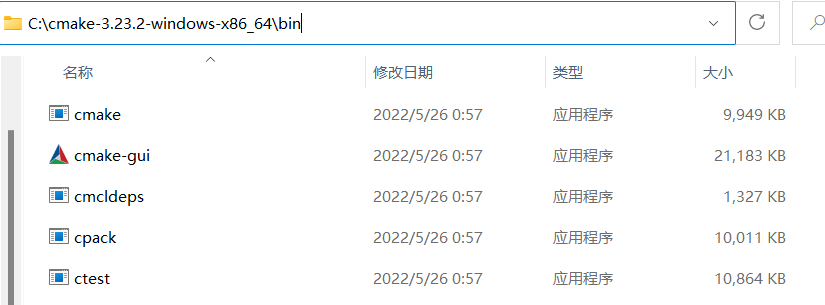 C:\cmake-3.23.2-windows-x86_64\bin
名称 修改日期 类型 大小
cmake 2022/5/26 0:57 应用程序 9,949 KB
cmake-gui 2022/5/26 0:57 应用程序 21,183 KB
cmcldeps 2022/5/26 0:57 应用程序 1,327 KB
cpack 2022/5/26 0:57 应用程序 10,011 KB
ctest 2022/5/26 0:57 应用程序 10,864 KB